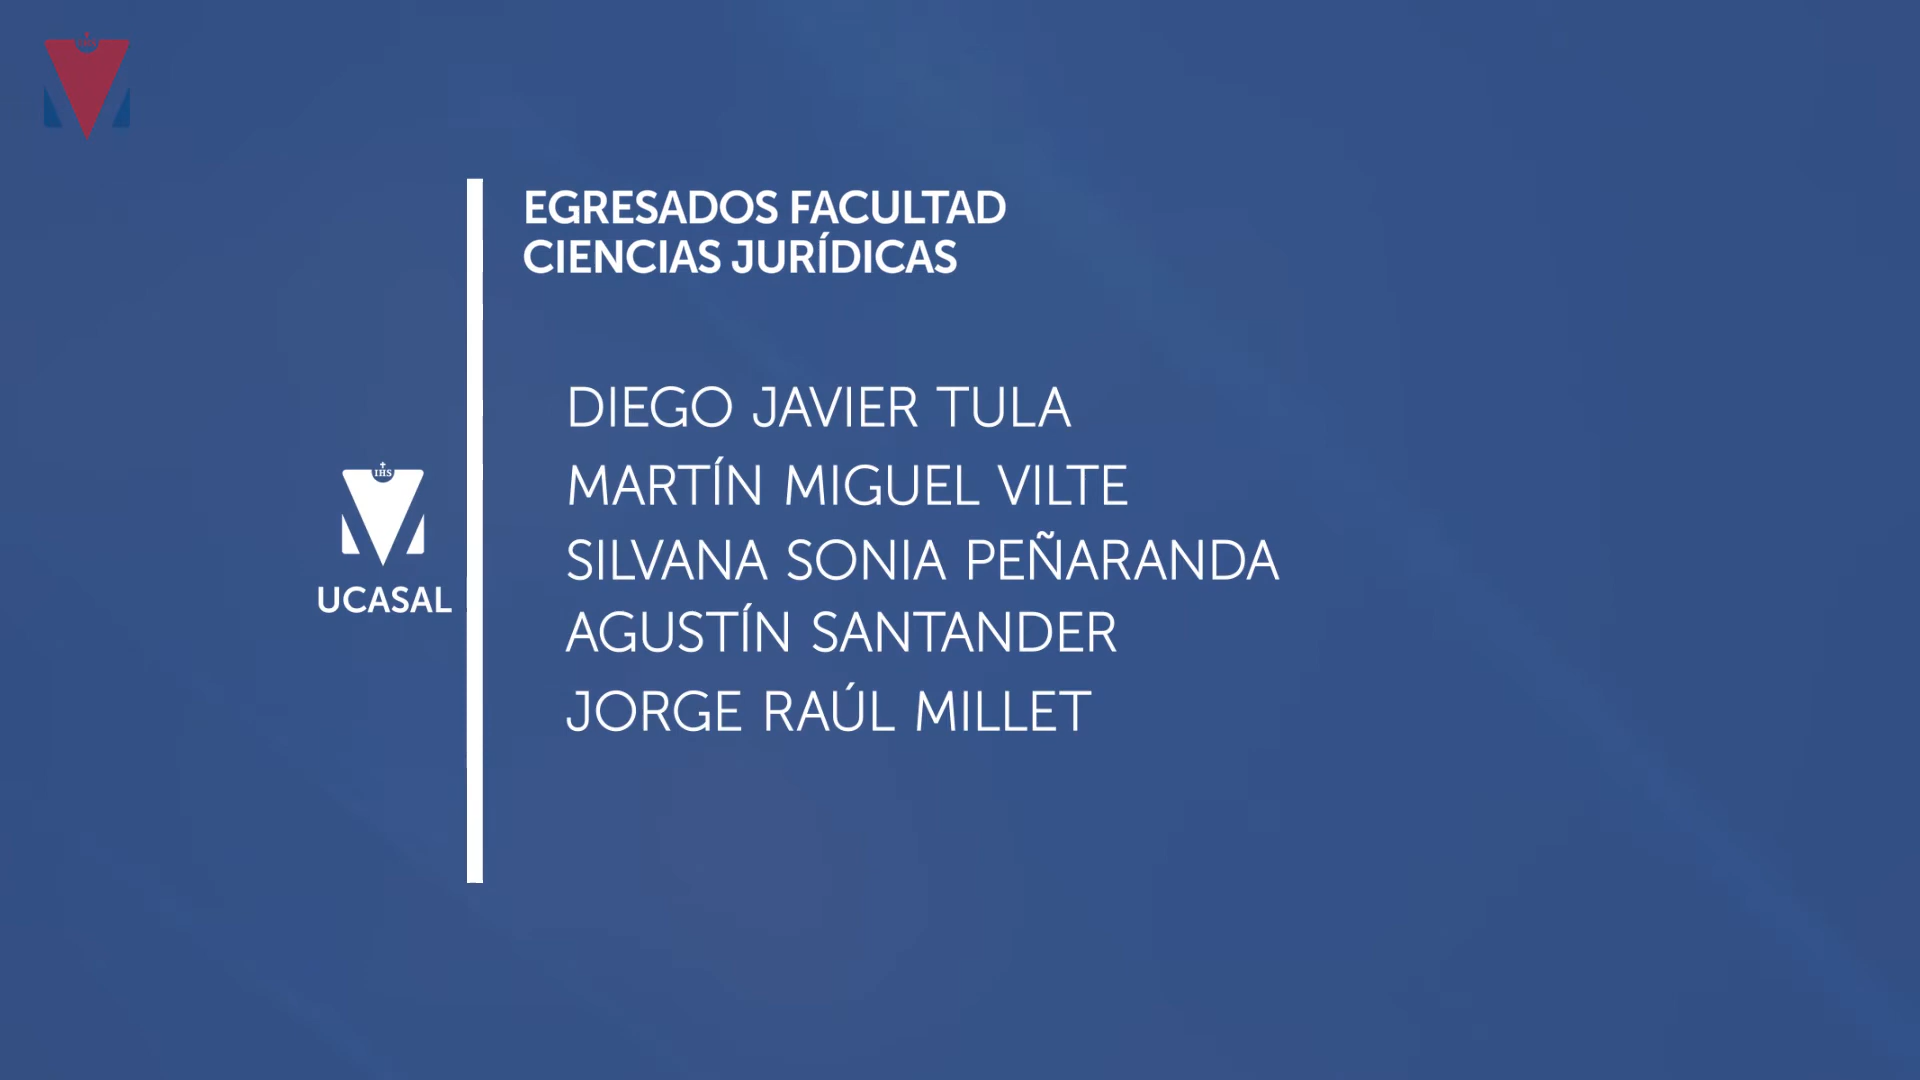 EGRESADOS FACULTAD
CIENCIAS JURÍDICAS
DIEGO JAVIER TULA
MARTÍN MIGUEL VILTE
SILVANA SONIA PEÑARANDA
AGUSTÍN SANTANDER
JORGE RAÚL MILLET
IHS
UCASAL